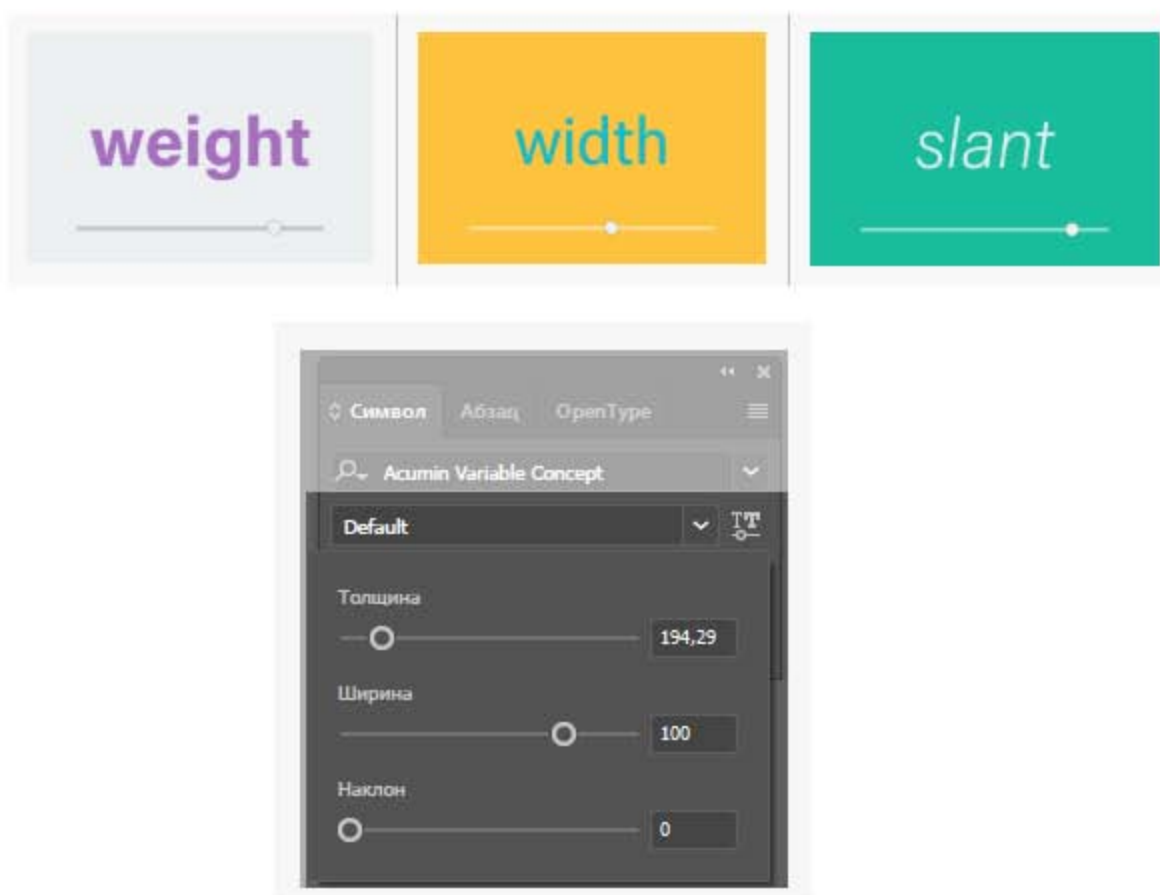 weight
width
slant
Символ Абзац OpenType
Acumin Variable Concept
Default
Толщина
194,29
Ширина
100
Наклон
0